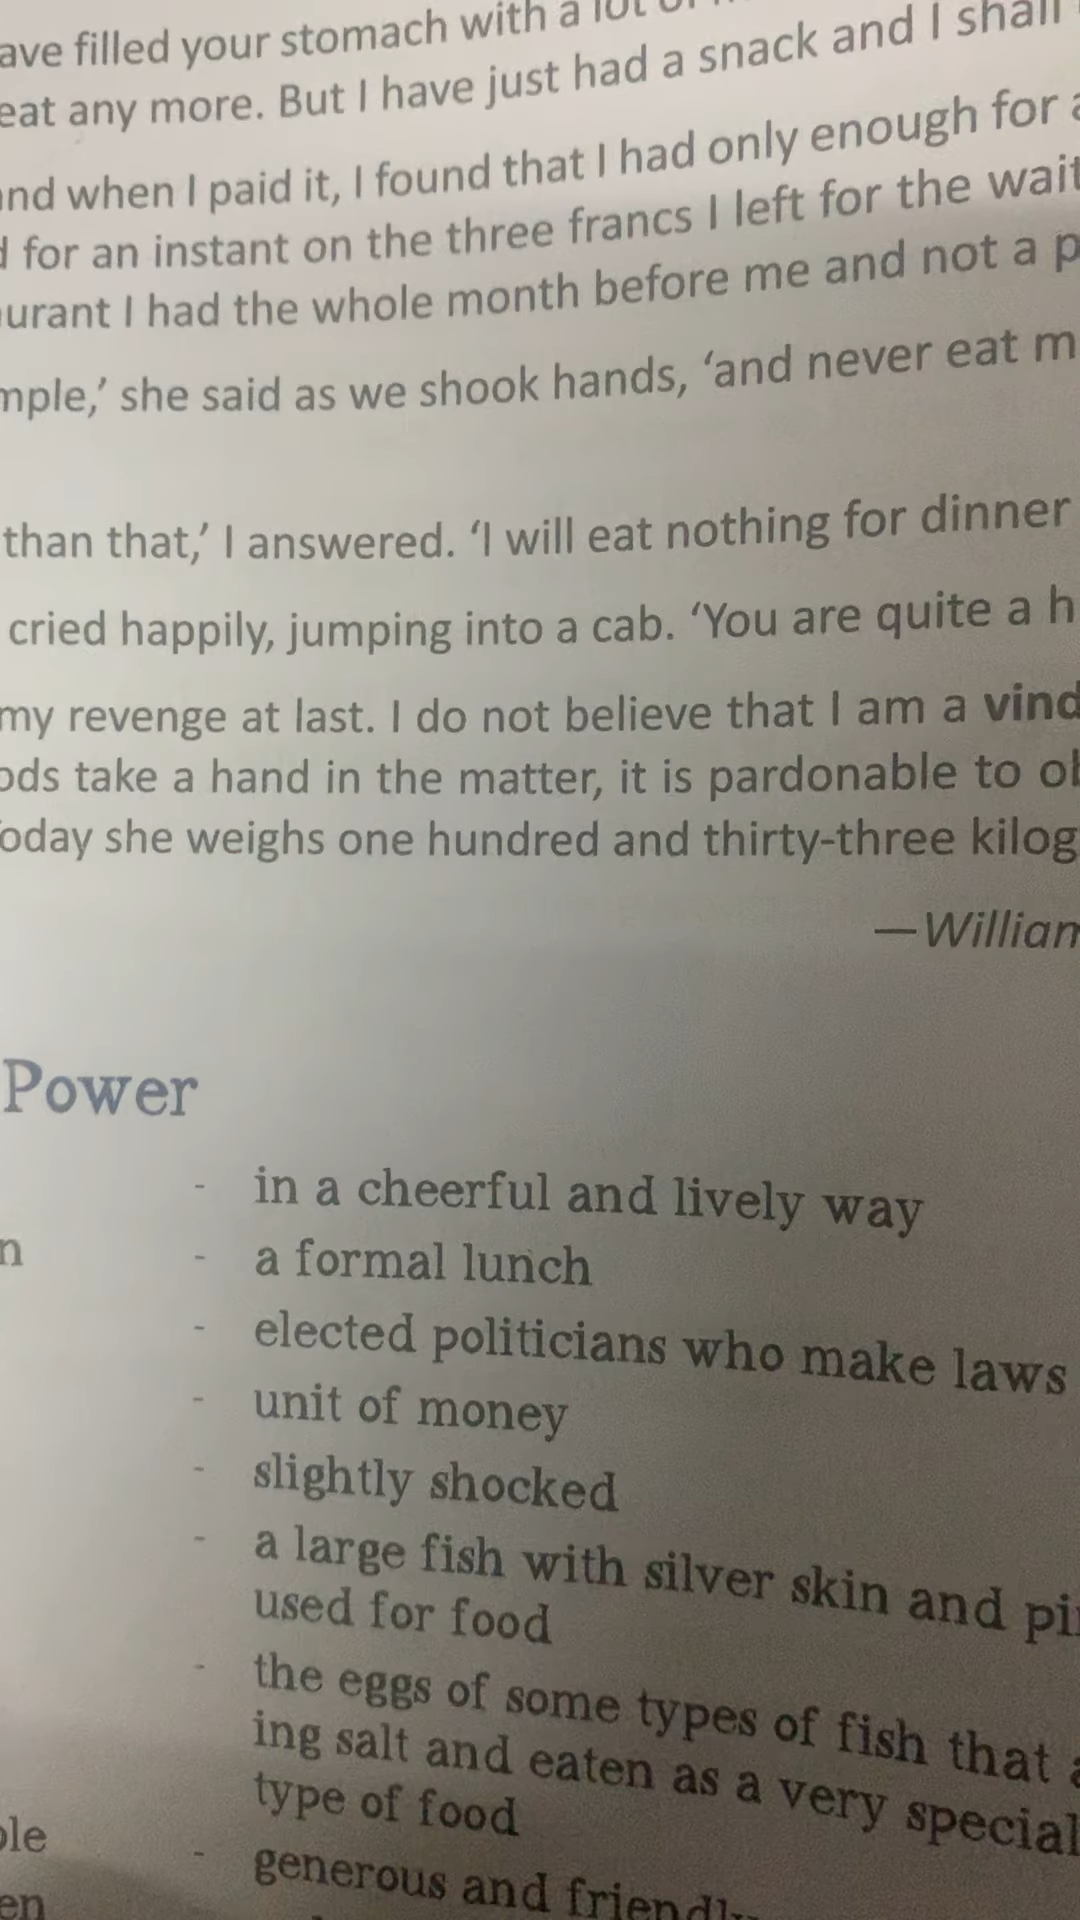 ave filled your stomach with a lot of
eat any more. But I have just had a snack and I shall
nd when I paid it, I found that I had only enough for a
d for an instant on the three francs I left for the wait
urant I had the whole month before me and not a p
mple,’ she said as we shook hands, ‘and never eat m
than that,’ I answered. ‘I will eat nothing for dinner
cried happily, jumping into a cab. ‘You are quite a h
my revenge at last. I do not believe that I am a vind
ods take a hand in the matter, it is pardonable to ob
oday she weighs one hundred and thirty-three kilog
—William
Power
- in a cheerful and lively way
n - a formal lunch
- elected politicians who make laws
- unit of money
- slightly shocked
- a large fish with silver skin and pi
used for food
- the eggs of some types of fish that a
ing salt and eaten as a very special
type of food
ble - generous and friendly
en